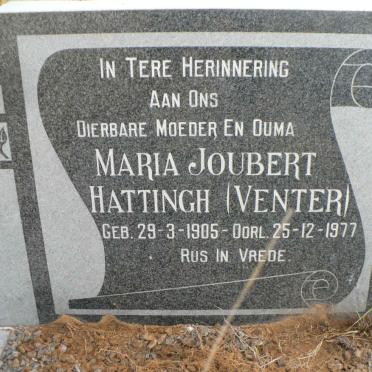 IN TERE HERINNERING
AAN ONS
DIERBARE MOEDER EN OUMA
MARIA JOUBERT
HATTINGH (VENTER)
GEB. 29-3-1905 - OORL. 25-12-1977
RUS IN VREDE